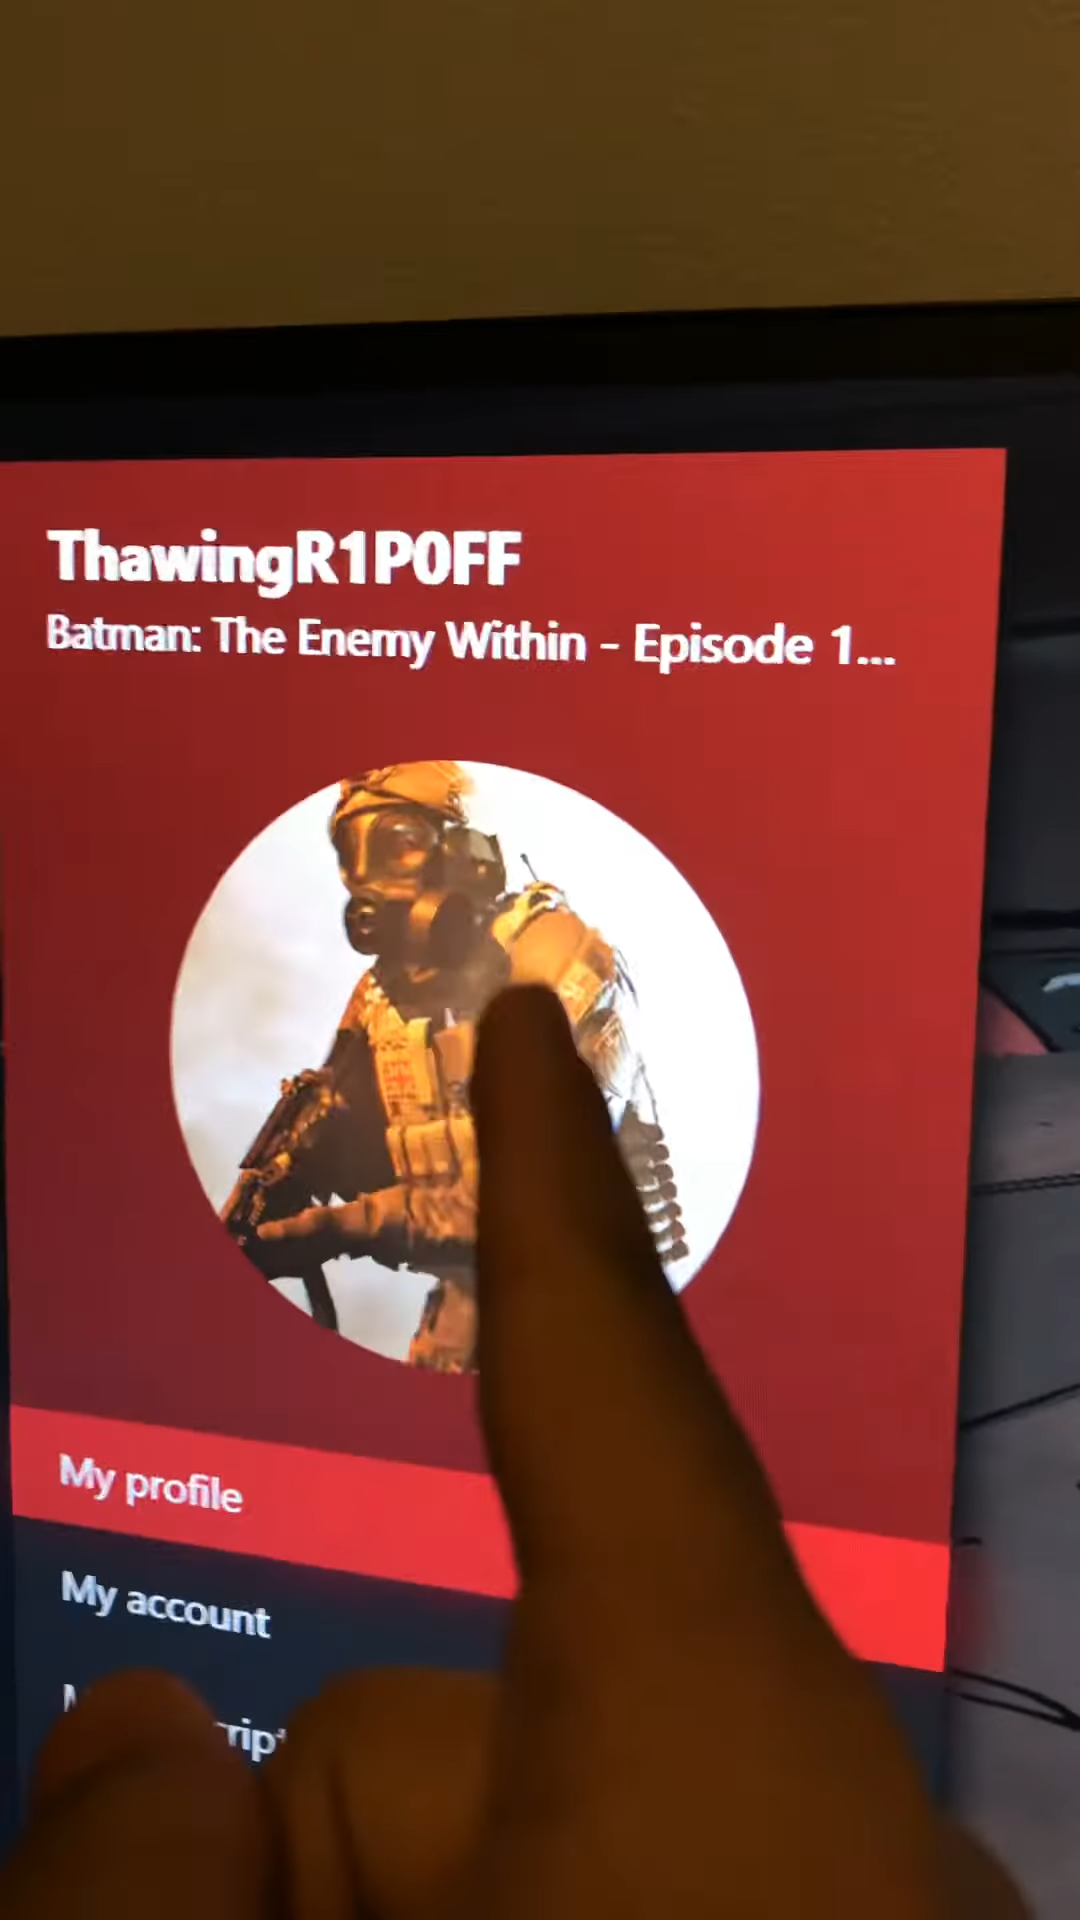 ThawingR1P0FF
Batman: The Enemy Within - Episode 1...
My profile
My account